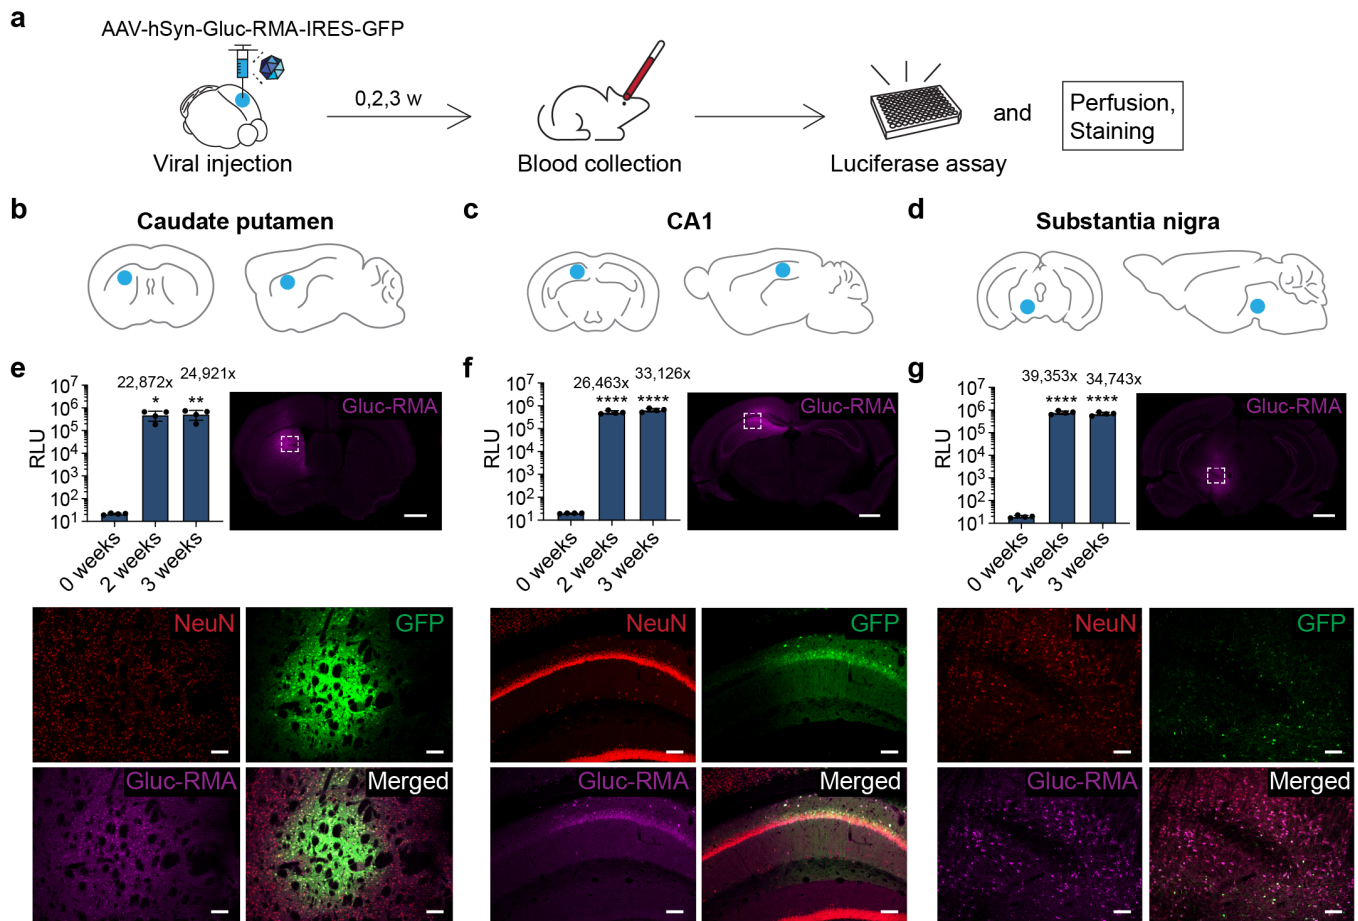 a
AAV-hSyn-Gluc-RMA-IRES-GFP
0,2,3 w
and
Perfusion,
Staining
Viral injection
Blood collection
Luciferase assay
b
Caudate putamen
c
CA1
d
Substantia nigra
e
22,872x
24,921x
*
**
RLU
10⁷
10⁶
10⁵
10⁴
10³
10²
10¹
0 weeks
2 weeks
3 weeks
Gluc-RMA
NeuN
GFP
Gluc-RMA
Merged
f
26,463x
33,126x
****
****
RLU
10⁷
10⁶
10⁵
10⁴
10³
10²
10¹
0 weeks
2 weeks
3 weeks
Gluc-RMA
NeuN
GFP
Gluc-RMA
Merged
g
39,353x
34,743x
****
****
RLU
10⁷
10⁶
10⁵
10⁴
10³
10²
10¹
0 weeks
2 weeks
3 weeks
Gluc-RMA
NeuN
GFP
Gluc-RMA
Merged